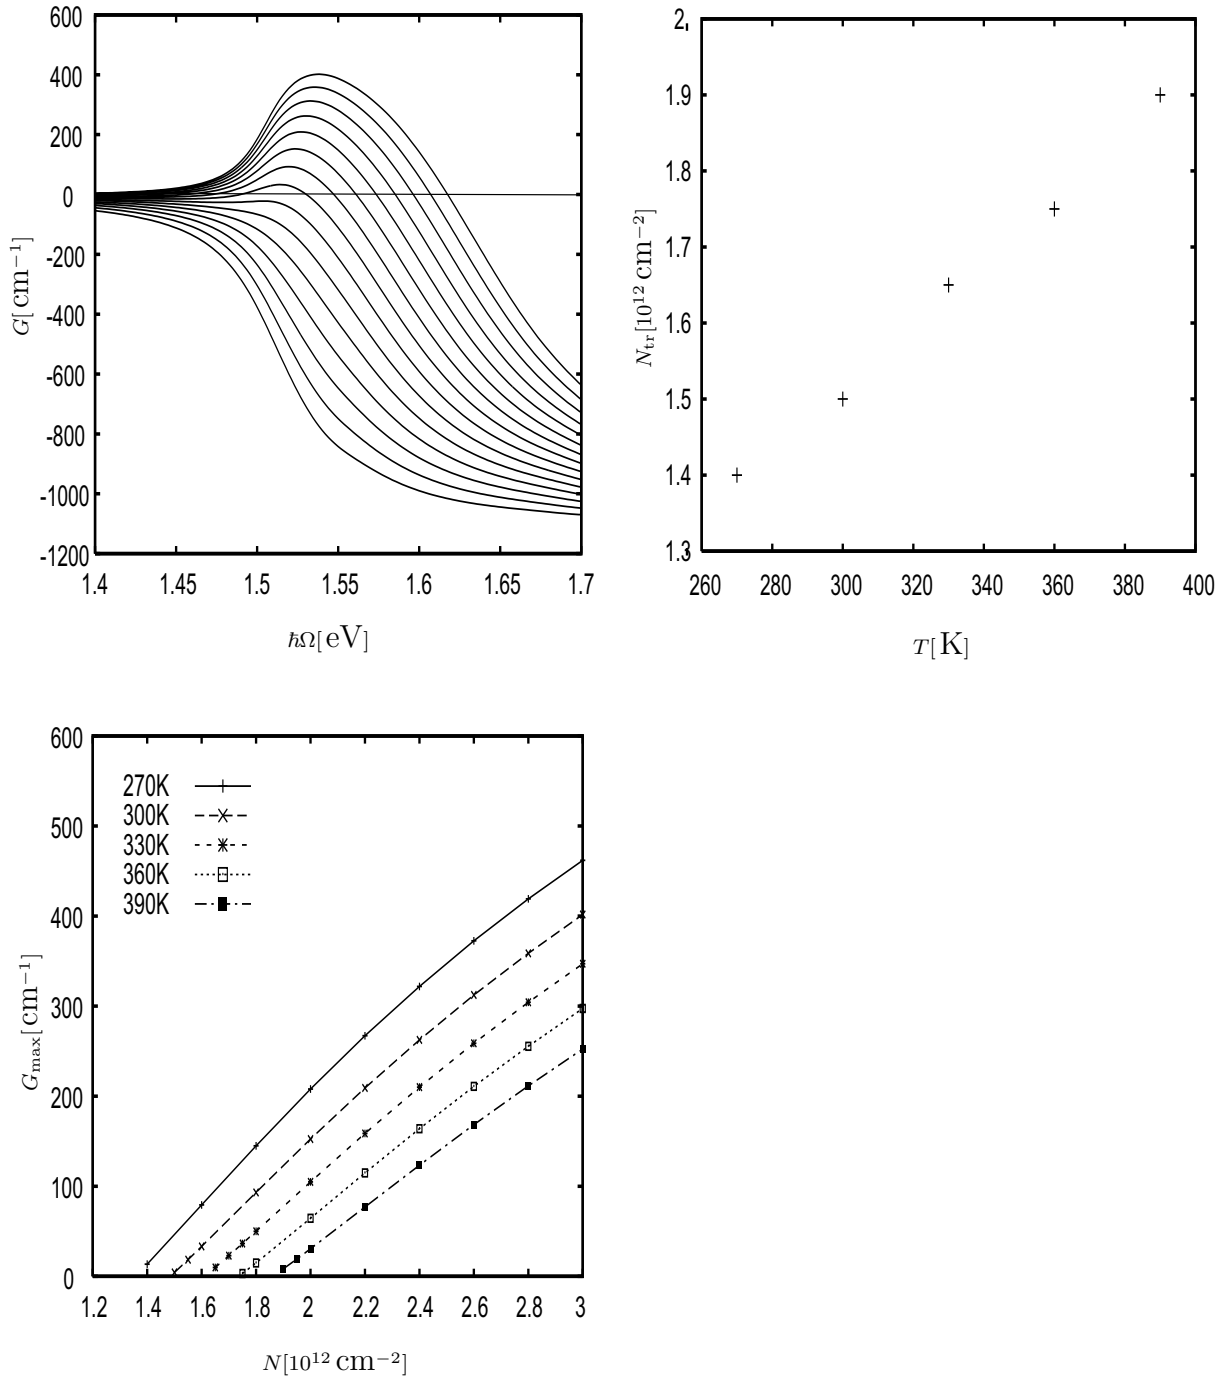 600
400
200
0
-200
-400
-600
-800
-1000
-1200
G[cm⁻¹]
1.4 1.45 1.5 1.55 1.6 1.65 1.7
ħΩ[eV]
2.
1.9
1.8
1.7
1.6
1.5
1.4
1.3
N_tr[10¹² cm⁻²]
260 280 300 320 340 360 380 400
T[K]
600
500
400
300
200
100
0
G_max[cm⁻¹]
270K
300K
330K
360K
390K
1.2 1.4 1.6 1.8 2 2.2 2.4 2.6 2.8 3
N[10¹² cm⁻²]